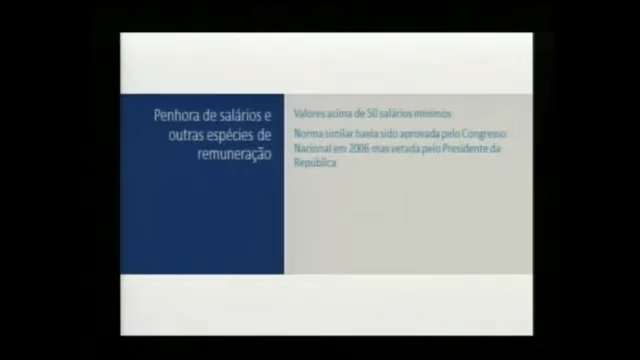 Penhora de salários e
outras espécies de
remuneração
Valores acima de 50 salários mínimos
Norma similar havia sido aprovada pelo Congresso
Nacional em 2006 mas vetada pelo Presidente da
República